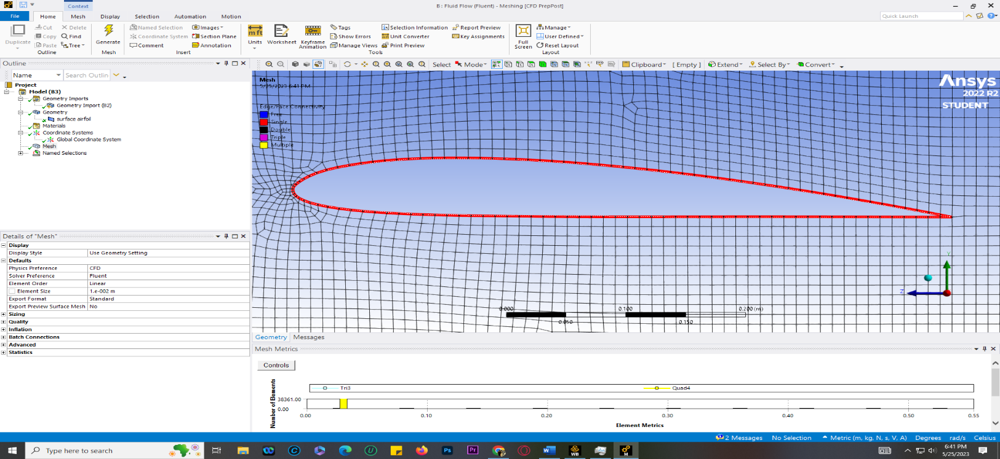 B : Fluid Flow (Fluent) - Meshing [CFD PrepPost]
Context
File Home Mesh Display Selection Automation Motion
Quick Launch
Duplicate
Cut
Delete
Copy
Find
Paste
Tree
Outline
Generate
Mesh
Named Selection
Images
Coordinate System
Section Plane
Comment
Annotation
Insert
mft
Units
Worksheet
Keyframe
Animation
Tags
Selection Information
Report Preview
Show Errors
Unit Converter
Key Assignments
Manage Views
Print Preview
Tools
Full
Screen
Manage
User Defined
Reset Layout
Layout
Outline
Name
Search Outlin
Project
Model (B3)
Geometry Imports
Geometry Import (B2)
Geometry
surface airfoil
Materials
Coordinate Systems
Global Coordinate System
Mesh
Named Selections
Select Mode Clipboard [ Empty ] Extend Select By Convert
Mesh
5/25/2023 6:41 PM
Edge/Face Connectivity
Free
Single
Double
Triple
Multiple
Ansys
2022 R2
STUDENT
Y
Z
0.000 0.100 0.200 (m)
0.050 0.150
Geometry Messages
Details of "Mesh"
Display
Display Style Use Geometry Setting
Defaults
Physics Preference CFD
Solver Preference Fluent
Element Order Linear
Element Size 1.e-002 m
Export Format Standard
Export Preview Surface Mesh No
Sizing
Quality
Inflation
Batch Connections
Advanced
Statistics
Mesh Metrics
Controls
Tri3 Quad4
Number of Elements
38361.00
0.00
0.00 0.10 0.20 0.30 0.40 0.50 0.55
Element Metrics
2 Messages No Selection Metric (m, kg, N, s, V, A) Degrees rad/s Celsius
Type here to search
Ps
Pr
WB
M
6:41 PM
5/25/2023